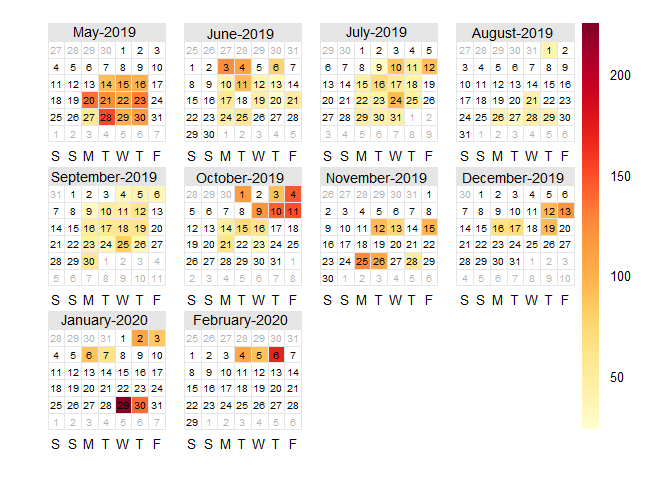 May-2019
27 28 29 30 1 2 3
4 5 6 7 8 9 10
11 12 13 14 15 16 17
18 19 20 21 22 23 24
25 26 27 28 29 30 31
1 2 3 4 5 6 7
S S M T W T F
June-2019
25 26 27 28 29 30 31
1 2 3 4 5 6 7
8 9 10 11 12 13 14
15 16 17 18 19 20 21
22 23 24 25 26 27 28
29 30 1 2 3 4 5
S S M T W T F
July-2019
29 30 1 2 3 4 5
6 7 8 9 10 11 12
13 14 15 16 17 18 19
20 21 22 23 24 25 26
27 28 29 30 31 1 2
3 4 5 6 7 8 9
S S M T W T F
August-2019
27 28 29 30 31 1 2
3 4 5 6 7 8 9
10 11 12 13 14 15 16
17 18 19 20 21 22 23
24 25 26 27 28 29 30
31 1 2 3 4 5 6
S S M T W T F
September-2019
31 1 2 3 4 5 6
7 8 9 10 11 12 13
14 15 16 17 18 19 20
21 22 23 24 25 26 27
28 29 30 1 2 3 4
5 6 7 8 9 10 11
S S M T W T F
October-2019
28 29 30 1 2 3 4
5 6 7 8 9 10 11
12 13 14 15 16 17 18
19 20 21 22 23 24 25
26 27 28 29 30 31 1
2 3 4 5 6 7 8
S S M T W T F
November-2019
26 27 28 29 30 31 1
2 3 4 5 6 7 8
9 10 11 12 13 14 15
16 17 18 19 20 21 22
23 24 25 26 27 28 29
30 1 2 3 4 5 6
S S M T W T F
December-2019
30 1 2 3 4 5 6
7 8 9 10 11 12 13
14 15 16 17 18 19 20
21 22 23 24 25 26 27
28 29 30 31 1 2 3
4 5 6 7 8 9 10
S S M T W T F
January-2020
28 29 30 31 1 2 3
4 5 6 7 8 9 10
11 12 13 14 15 16 17
18 19 20 21 22 23 24
25 26 27 28 29 30 31
1 2 3 4 5 6 7
S S M T W T F
February-2020
25 26 27 28 29 30 31
1 2 3 4 5 6 7
8 9 10 11 12 13 14
15 16 17 18 19 20 21
22 23 24 25 26 27 28
29 1 2 3 4 5 6
S S M T W T F
200
150
100
50